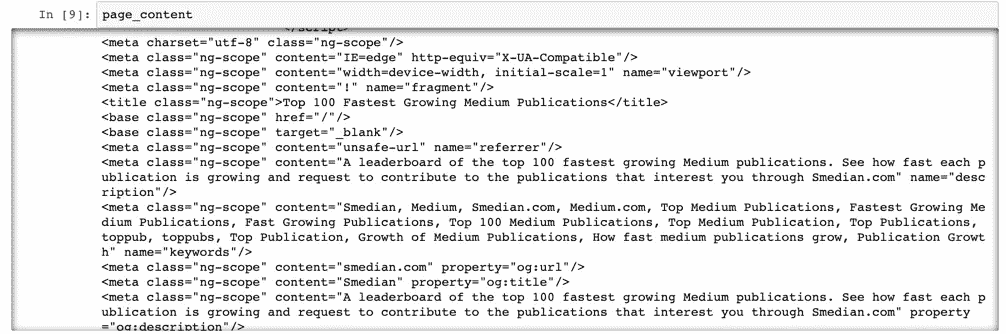 In [9]: page_content
</script>
<meta charset="utf-8" class="ng-scope"/>
<meta class="ng-scope" content="IE=edge" http-equiv="X-UA-Compatible"/>
<meta class="ng-scope" content="width=device-width, initial-scale=1" name="viewport"/>
<meta class="ng-scope" content="!" name="fragment"/>
<title class="ng-scope">Top 100 Fastest Growing Medium Publications</title>
<base class="ng-scope" href="/"/>
<base class="ng-scope" target="_blank"/>
<meta class="ng-scope" content="unsafe-url" name="referrer"/>
<meta class="ng-scope" content="A leaderboard of the top 100 fastest growing Medium publications. See how fast each p
ublication is growing and request to contribute to the publications that interest you through Smedian.com" name="desc
ription"/>
<meta class="ng-scope" content="Smedian, Medium, Smedian.com, Medium.com, Top Medium Publications, Fastest Growing Me
dium Publications, Fast Growing Publications, Top 100 Medium Publications, Top Medium Publication, Top Publications,
toppub, toppubs, Top Publication, Growth of Medium Publications, How fast medium publications grow, Publication Growt
h" name="keywords"/>
<meta class="ng-scope" content="smedian.com" property="og:url"/>
<meta class="ng-scope" content="Smedian" property="og:title"/>
<meta class="ng-scope" content="A leaderboard of the top 100 fastest growing Medium publications. See how fast each p
ublication is growing and request to contribute to the publications that interest you through Smedian.com" property
="og:description"/>